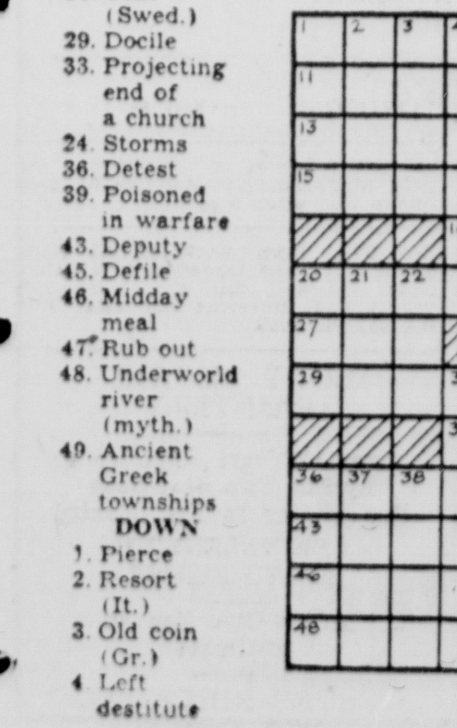 (Swed.)
29. Docile
33. Projecting
end of
a church
24. Storms
36. Detest
39. Poisoned
in warfare
43. Deputy
45. Defile
46. Midday
meal
47. Rub out
48. Underworld
river
(myth.)
49. Ancient
Greek
townships
DOWN
1. Pierce
2. Resort
(It.)
3. Old coin
(Gr.)
4. Left
destitute
1 2 3 4
11
13
15
20 21 22
27
29
36 37 38
43
46
48